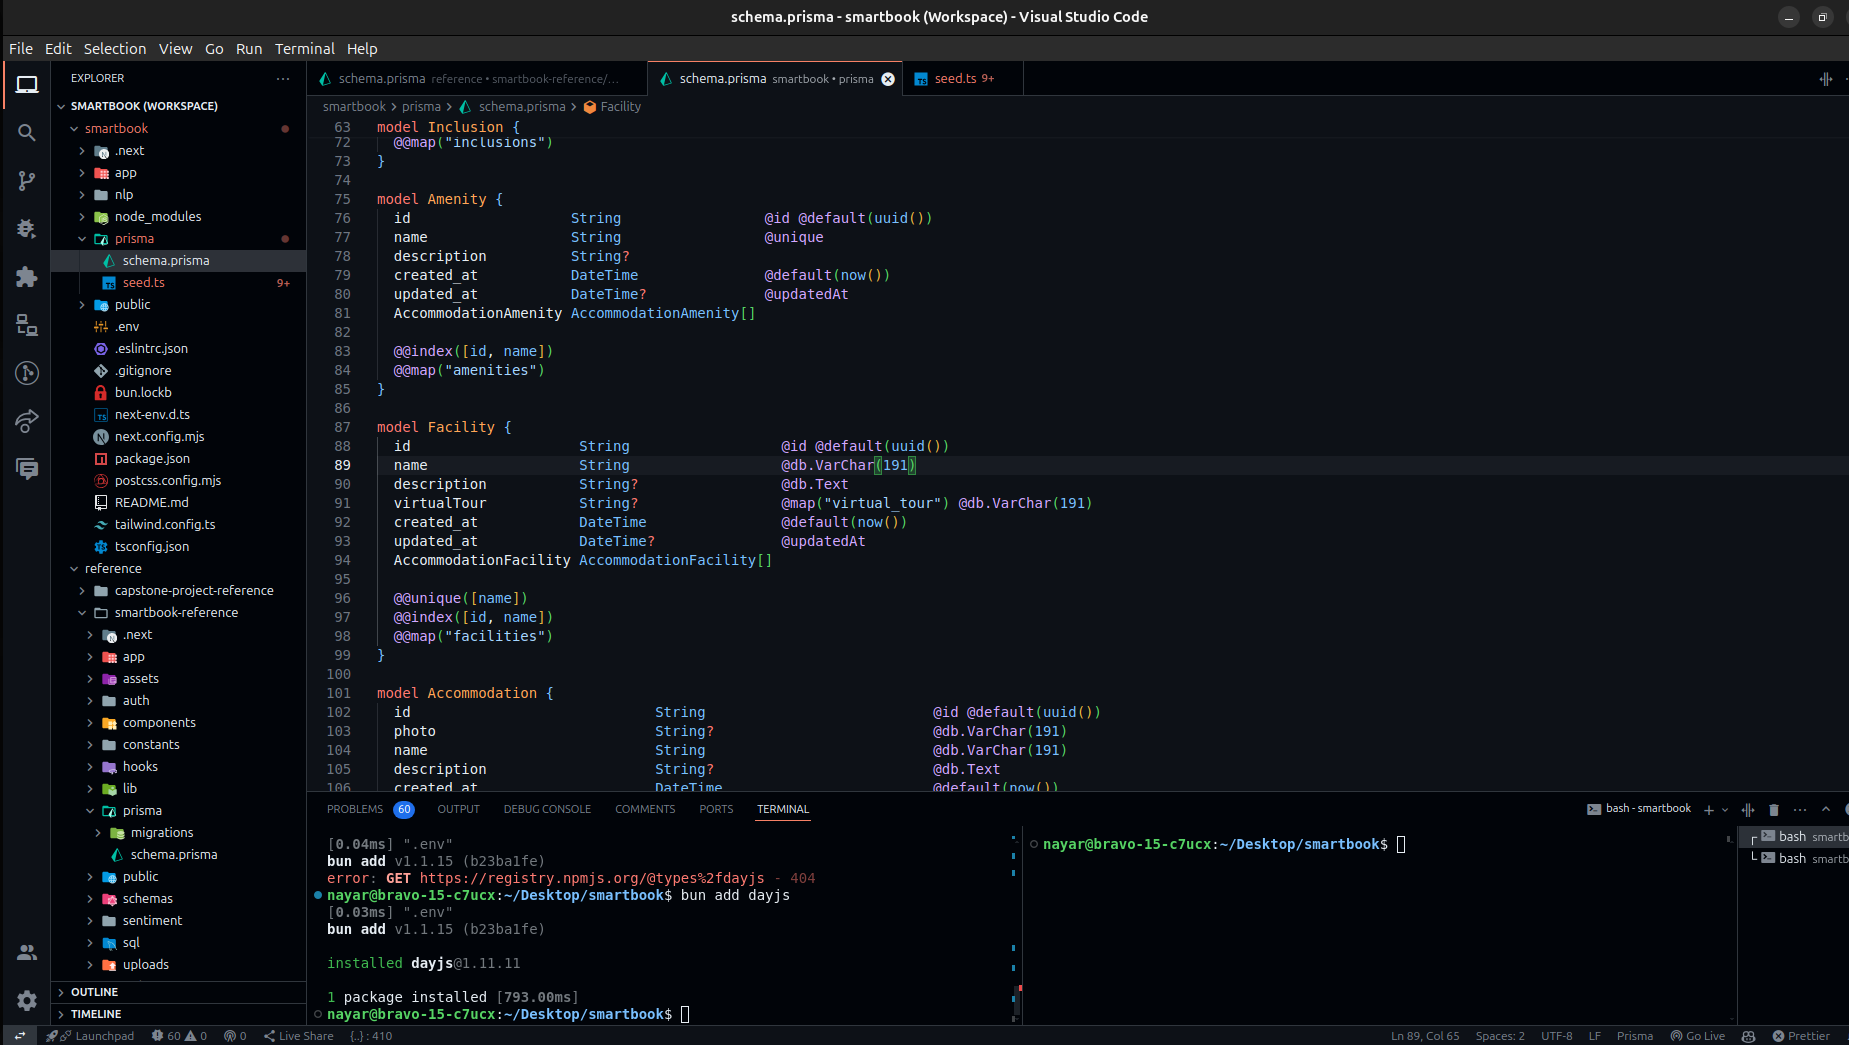 schema.prisma - smartbook (Workspace) - Visual Studio Code
File Edit Selection View Go Run Terminal Help
EXPLORER
SMARTBOOK (WORKSPACE)
smartbook
.next
app
nlp
node_modules
prisma
schema.prisma
seed.ts 9+
public
.env
.eslintrc.json
.gitignore
bun.lockb
next-env.d.ts
next.config.mjs
package.json
postcss.config.mjs
README.md
tailwind.config.ts
tsconfig.json
reference
capstone-project-reference
smartbook-reference
.next
app
assets
auth
components
constants
hooks
lib
prisma
migrations
schema.prisma
public
schemas
sentiment
sql
uploads
OUTLINE
TIMELINE
schema.prisma reference • smartbook-reference/...
schema.prisma smartbook • prisma
seed.ts 9+
smartbook > prisma > schema.prisma > Facility
63 model Inclusion {
72 @@map("inclusions")
73 }
74
75 model Amenity {
76 id String @id @default(uuid())
77 name String @unique
78 description String?
79 created_at DateTime @default(now())
80 updated_at DateTime? @updatedAt
81 AccommodationAmenity AccommodationAmenity[]
82
83 @@index([id, name])
84 @@map("amenities")
85 }
86
87 model Facility {
88 id String @id @default(uuid())
89 name String @db.VarChar(191)
90 description String? @db.Text
91 virtualTour String? @map("virtual_tour") @db.VarChar(191)
92 created_at DateTime @default(now())
93 updated_at DateTime? @updatedAt
94 AccommodationFacility AccommodationFacility[]
95
96 @@unique([name])
97 @@index([id, name])
98 @@map("facilities")
99 }
100
101 model Accommodation {
102 id String @id @default(uuid())
103 photo String? @db.VarChar(191)
104 name String @db.VarChar(191)
105 description String? @db.Text
106 created_at DateTime @default(now())
PROBLEMS 60 OUTPUT DEBUG CONSOLE COMMENTS PORTS TERMINAL
bash - smartbook
[0.04ms] ".env"
bun add v1.1.15 (b23ba1fe)
error: GET https://registry.npmjs.org/@types%2fdayjs - 404
nayar@bravo-15-c7ucx:~/Desktop/smartbook$ bun add dayjs
[0.03ms] ".env"
bun add v1.1.15 (b23ba1fe)
installed dayjs@1.11.11
1 package installed [793.00ms]
nayar@bravo-15-c7ucx:~/Desktop/smartbook$
nayar@bravo-15-c7ucx:~/Desktop/smartbook$
bash smartb
bash smartb
Launchpad 60 0 0 Live Share {..} : 410
Ln 89, Col 65 Spaces: 2 UTF-8 LF Prisma Go Live Prettier